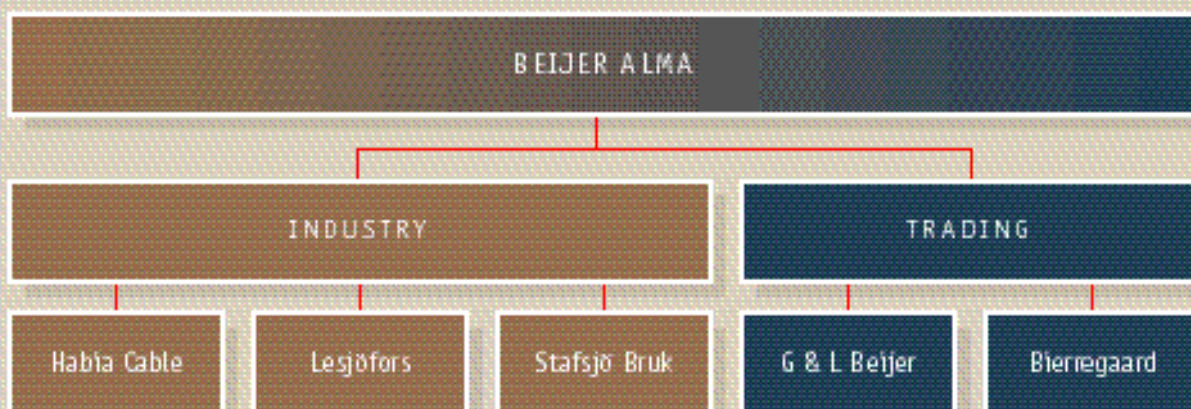 BEIJER ALMA
INDUSTRY
TRADING
Habia Cable
Lesjöfors
Stafsjö Bruk
G & L Beijer
Bierregaard